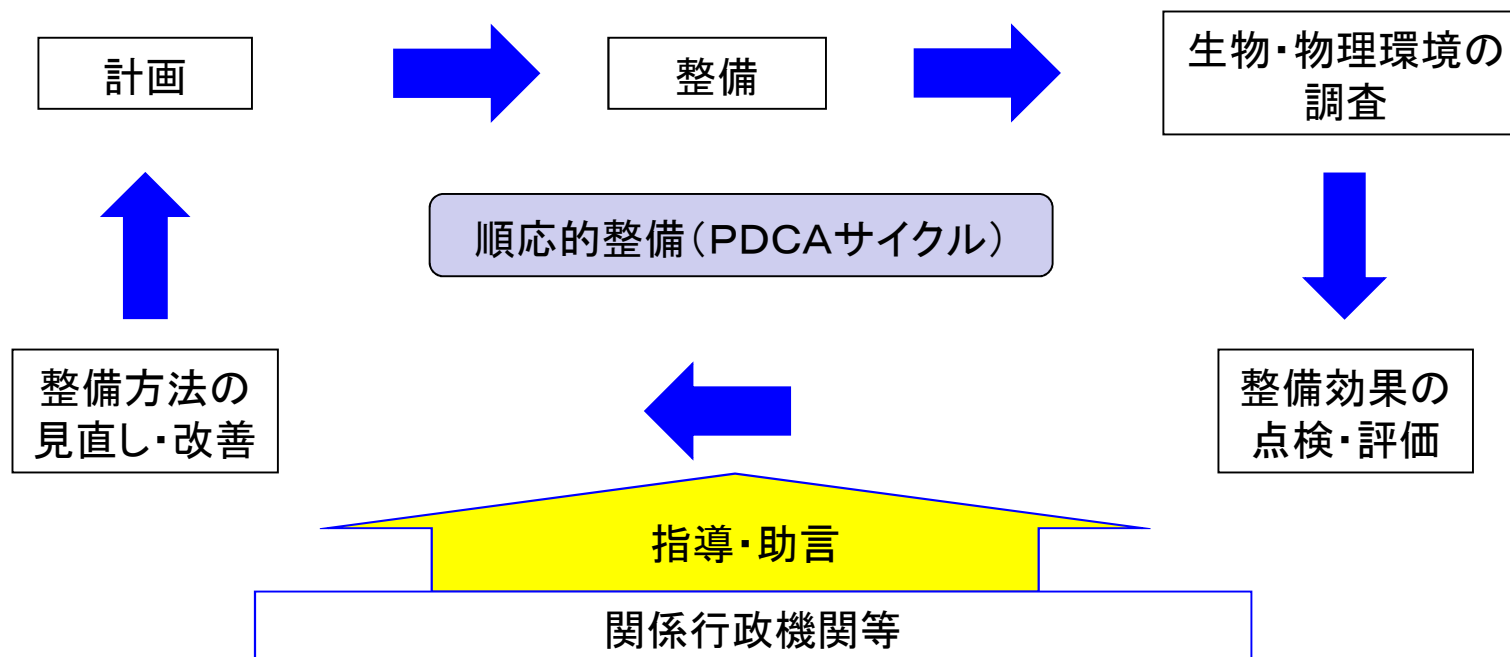 計画
整備
生物・物理環境の
調査
順応的整備(PDCAサイクル)
整備方法の
見直し・改善
整備効果の
点検・評価
指導・助言
関係行政機関等